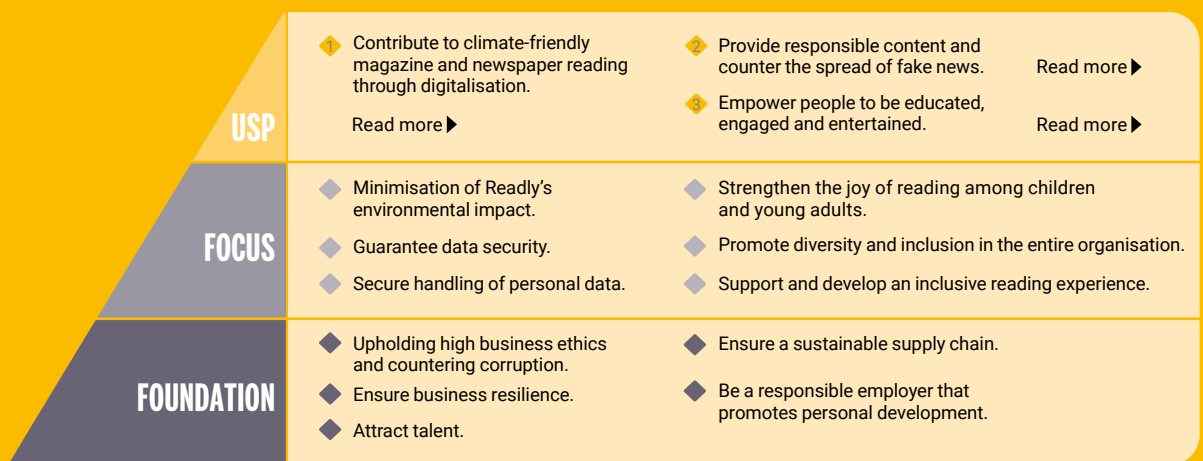 USP
1 Contribute to climate-friendly
magazine and newspaper reading
through digitalisation.
Read more
2 Provide responsible content and
counter the spread of fake news.
Read more
3 Empower people to be educated,
engaged and entertained.
Read more
FOCUS
Minimisation of Readly's
environmental impact.
Guarantee data security.
Secure handling of personal data.
Strengthen the joy of reading among children
and young adults.
Promote diversity and inclusion in the entire organisation.
Support and develop an inclusive reading experience.
FOUNDATION
Upholding high business ethics
and countering corruption.
Ensure business resilience.
Attract talent.
Ensure a sustainable supply chain.
Be a responsible employer that
promotes personal development.